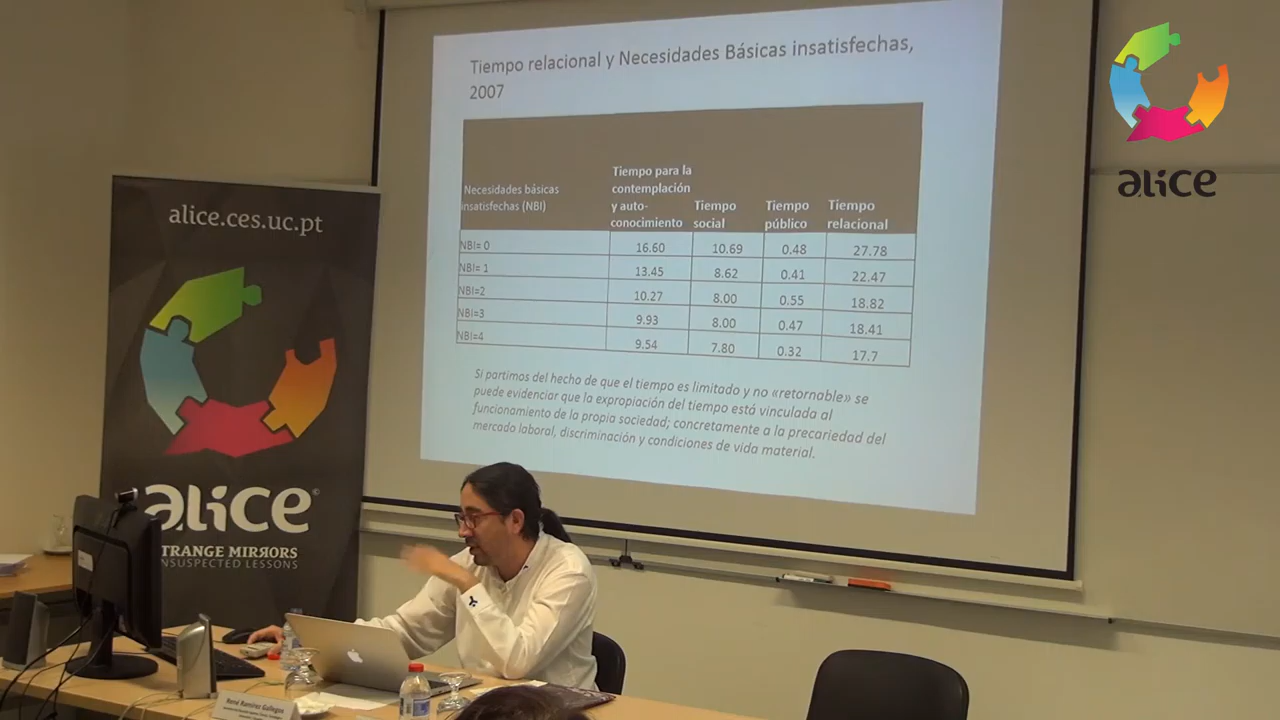 Tiempo relacional y Necesidades Básicas insatisfechas,
2007
Necesidades básicas
insatisfechas (NBI)
Tiempo para la
contemplación
y auto-
conocimiento
Tiempo
social
Tiempo
público
Tiempo
relacional
NBI= 0 16.60 10.69 0.48 27.78
NBI= 1 13.45 8.62 0.41 22.47
NBI=2 10.27 8.00 0.55 18.82
NBI=3 9.93 8.00 0.47 18.41
NBI=4 9.54 7.80 0.32 17.7
Si partimos del hecho de que el tiempo es limitado y no «retornable» se
puede evidenciar que la expropiación del tiempo está vinculada al
funcionamiento de la propia sociedad; concretamente a la precariedad del
mercado laboral, discriminación y condiciones de vida material.
alice
alice.ces.uc.pt
alice©
TRANGE MIRRORS
NSUSPECTED LESSONS
René Ramírez Gallegos